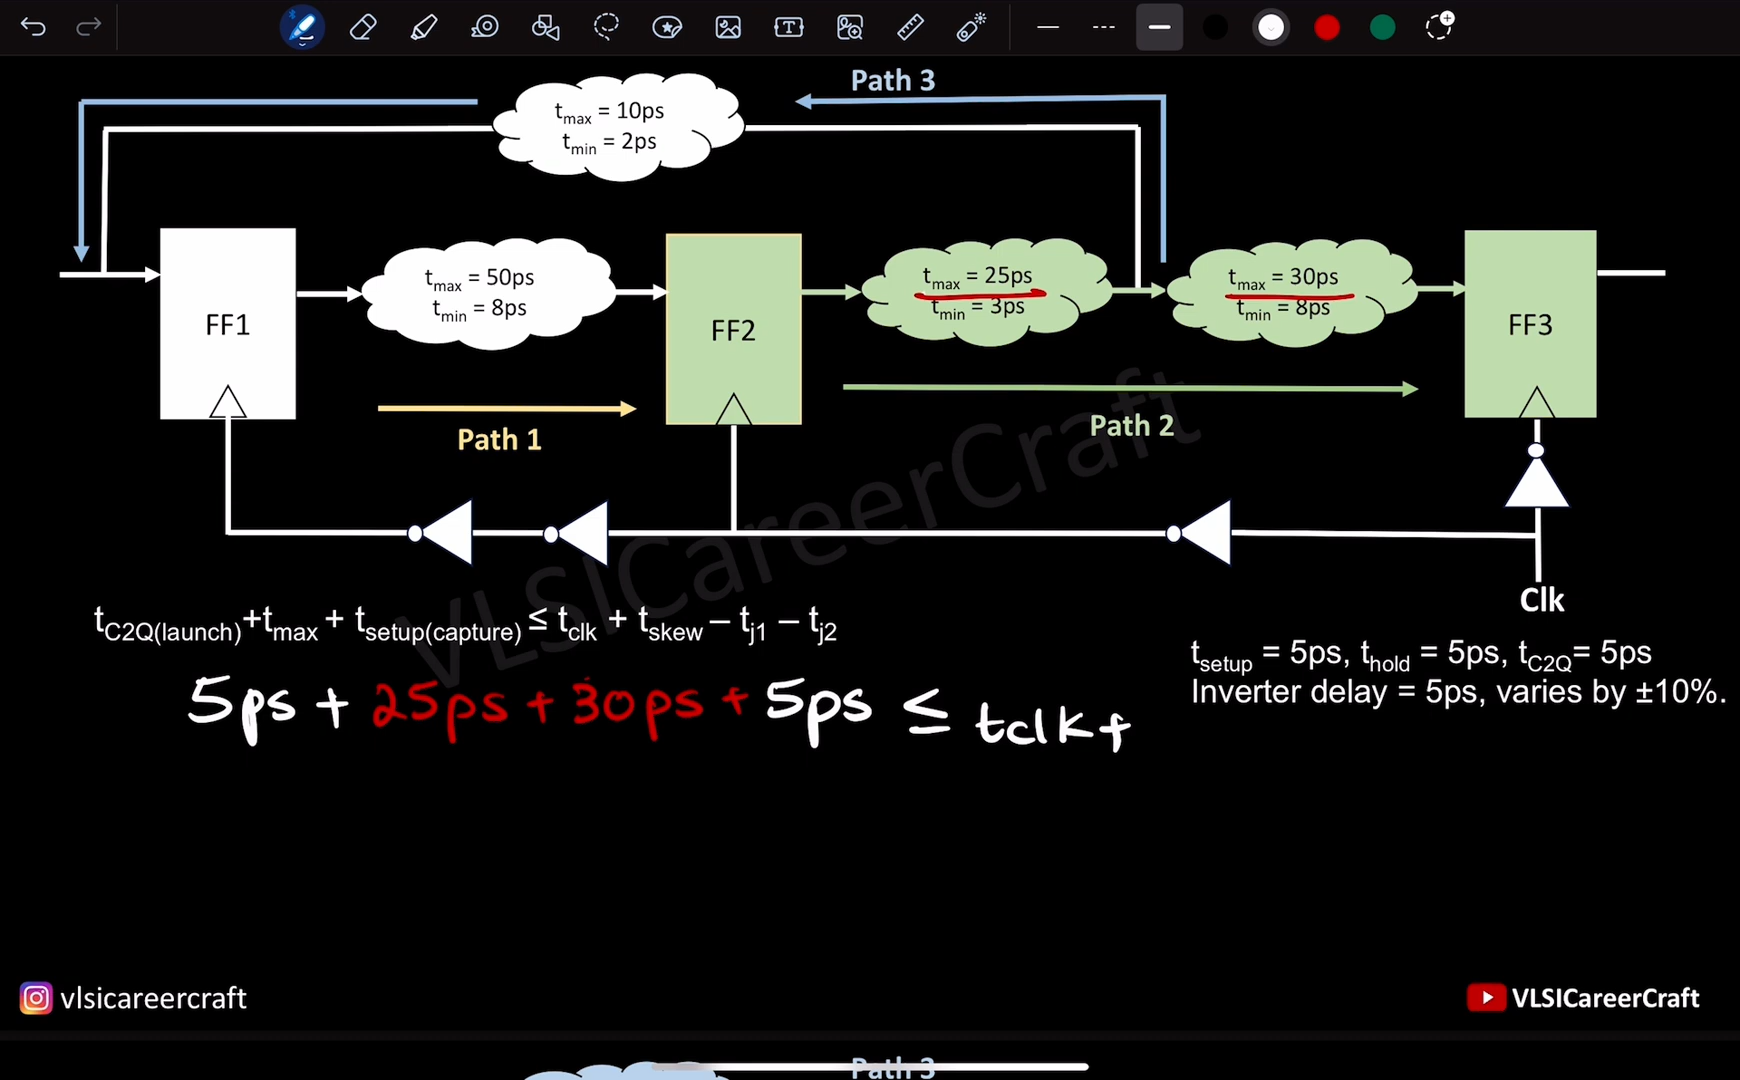 Path 3
tmax = 10ps
tmin = 2ps
tmax = 50ps
tmin = 8ps
tmax = 25ps
tmin = 3ps
tmax = 30ps
tmin = 8ps
FF1
FF2
FF3
Path 1
Path 2
VLSICareerCraft
Clk
tC2Q(launch)+tmax + tsetup(capture) ≤ tclk + tskew – tj1 – tj2
tsetup = 5ps, thold = 5ps, tC2Q= 5ps
Inverter delay = 5ps, varies by ±10%.
5ps + 25ps + 30ps + 5ps ≤ tclk +
vlsicareercraft
VLSICareerCraft
Path 3